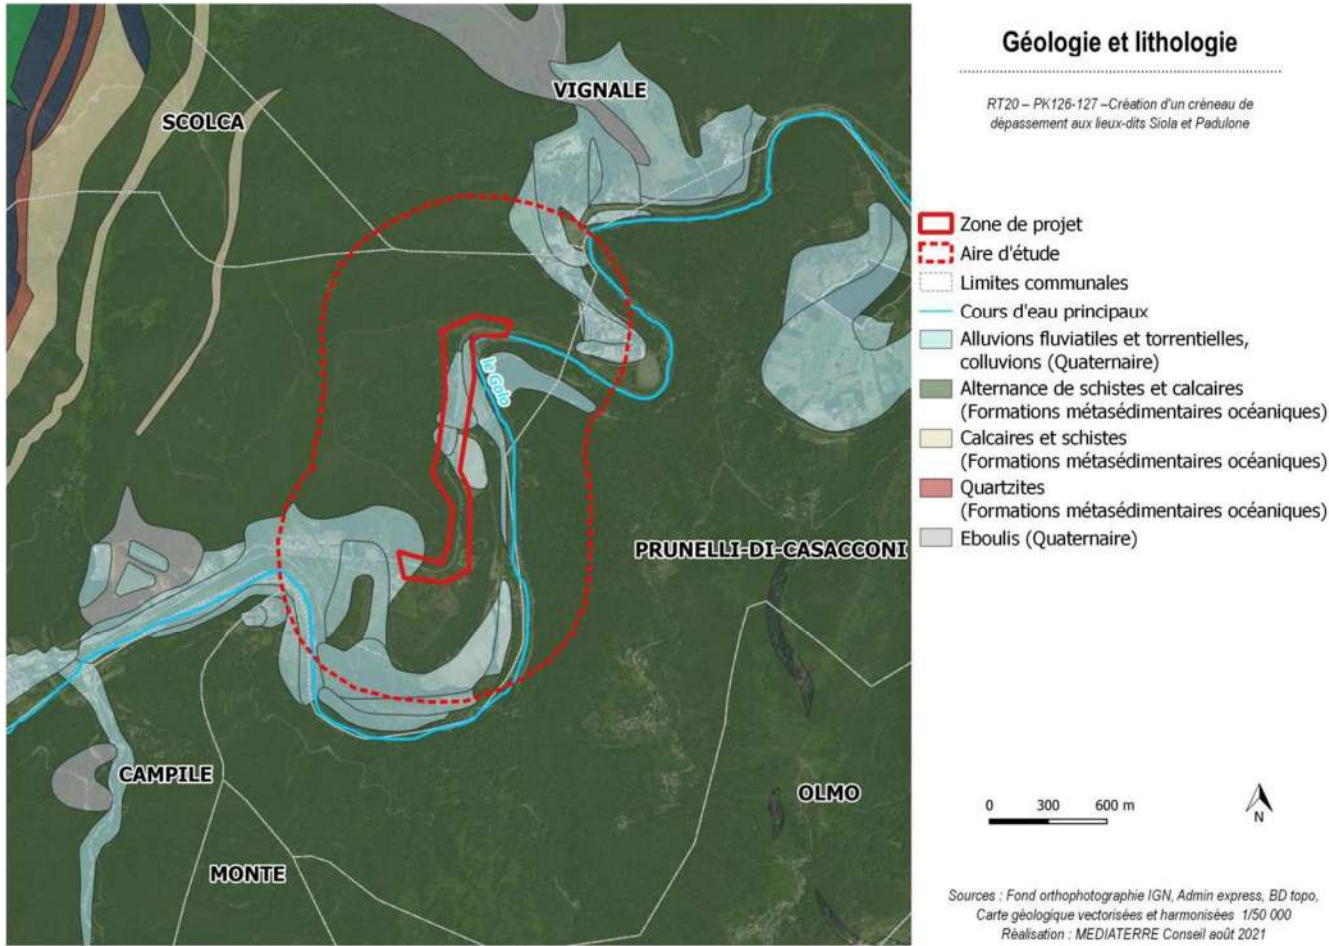 Géologie et lithologie
RT20 – PK126-127 –Création d'un crèneau de
dépassement aux lieux-dits Siola et Padulone
Zone de projet
Aire d'étude
Limites communales
Cours d'eau principaux
Alluvions fluviatiles et torrentielles,
colluvions (Quaternaire)
Alternance de schistes et calcaires
(Formations métasédimentaires océaniques)
Calcaires et schistes
(Formations métasédimentaires océaniques)
Quartzites
(Formations métasédimentaires océaniques)
Eboulis (Quaternaire)
VIGNALE
SCOLCA
le Golo
PRUNELLI-DI-CASACCONI
CAMPILE
OLMO
MONTE
0 300 600 m
N
Sources : Fond orthophotographie IGN, Admin express, BD topo,
Carte géologique vectorisées et harmonisées 1/50 000
Réalisation : MEDIATERRE Conseil août 2021